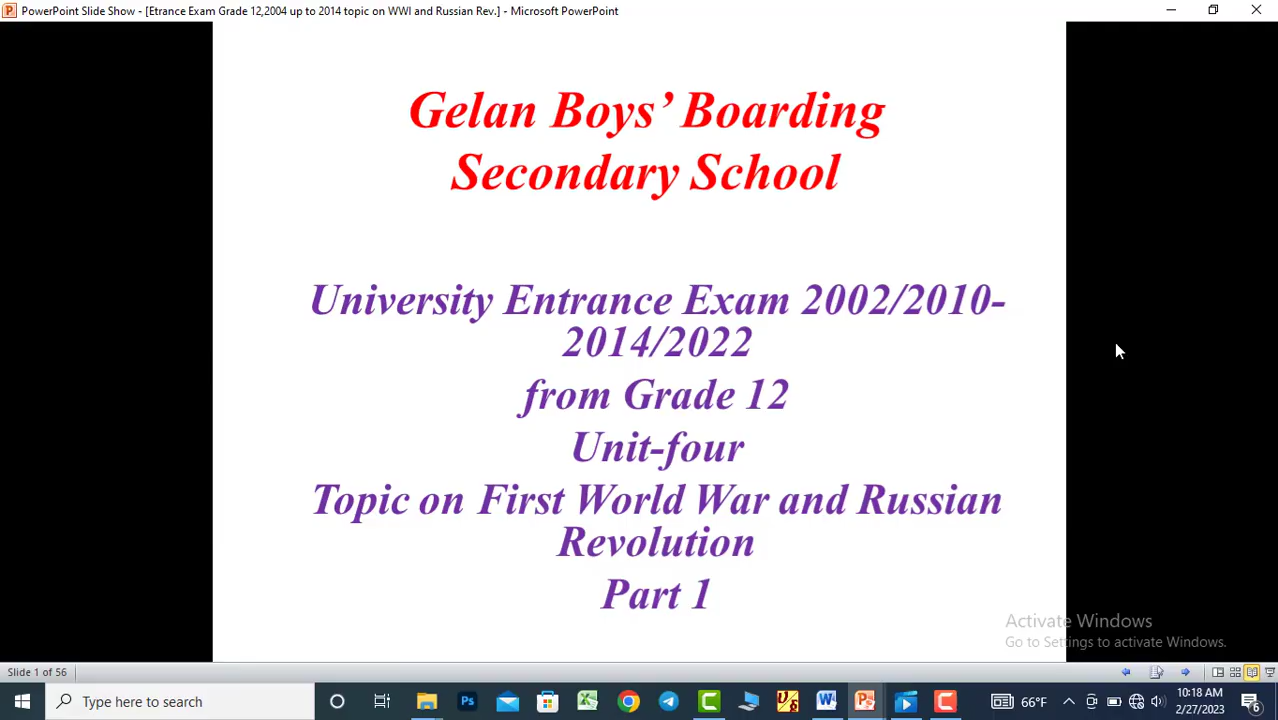 PowerPoint Slide Show - [Etrance Exam Grade 12,2004 up to 2014 topic on WWI and Russian Rev.] - Microsoft PowerPoint
Gelan Boys’ Boarding
Secondary School
University Entrance Exam 2002/2010-
2014/2022
from Grade 12
Unit-four
Topic on First World War and Russian
Revolution
Part 1
Activate Windows
Go to Settings to activate Windows.
Slide 1 of 56
Type here to search
66°F
10:18 AM
2/27/2023
6